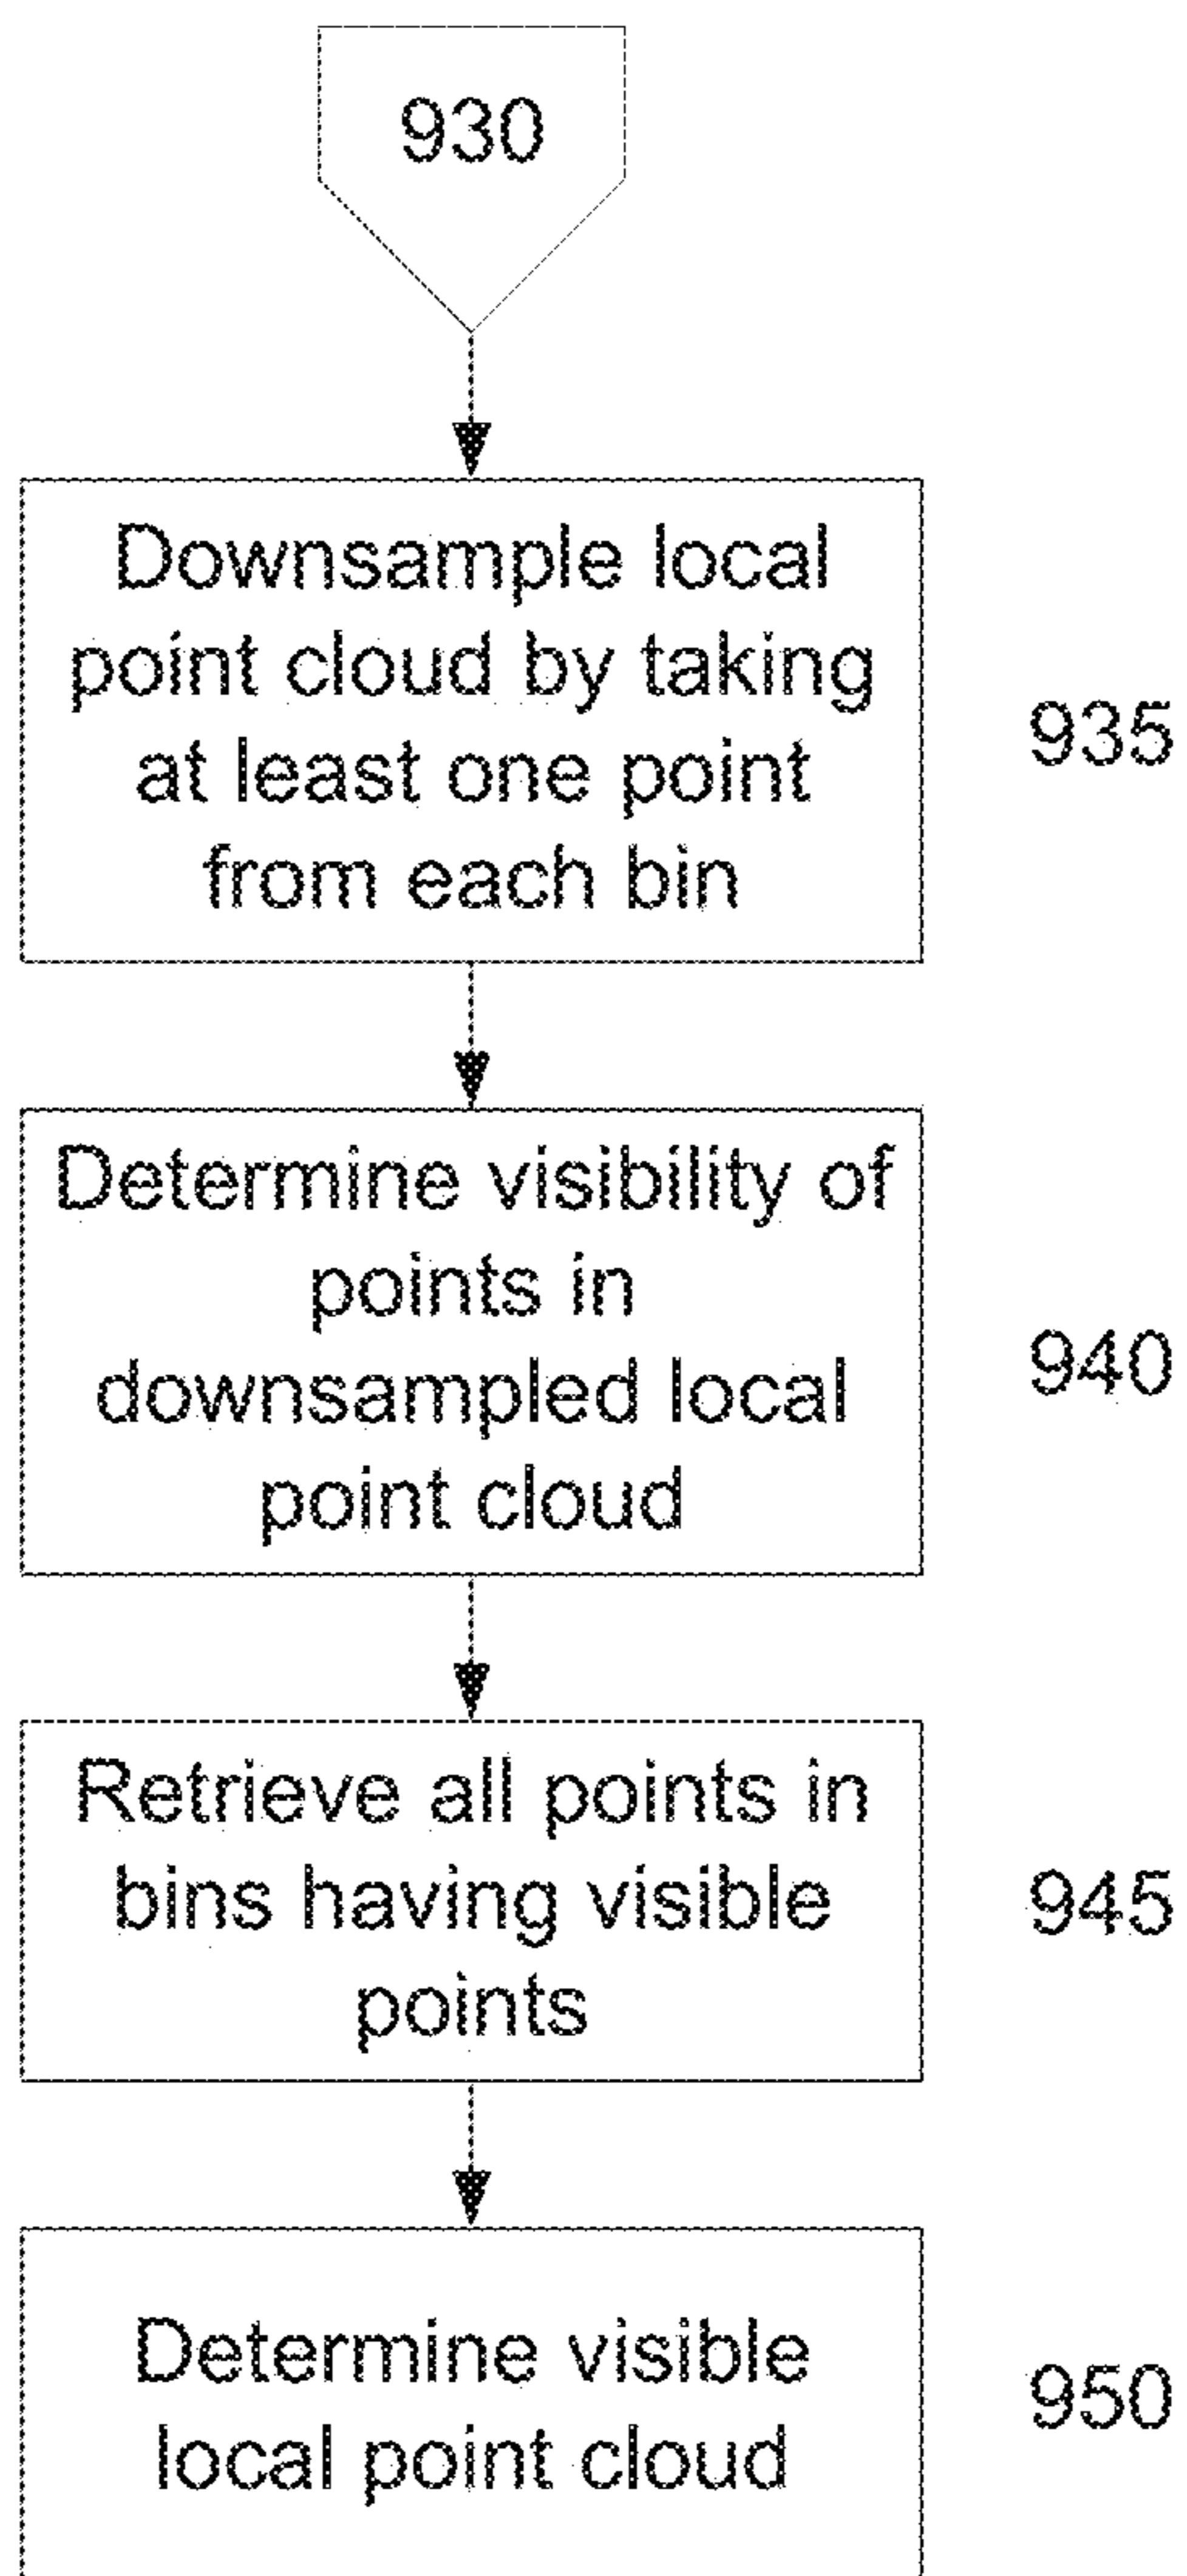 930
Downsample local
point cloud by taking
at least one point
from each bin
935
Determine visibility of
points in
downsampled local
point cloud
940
Retrieve all points in
bins having visible
points
945
Determine visible
local point cloud
950